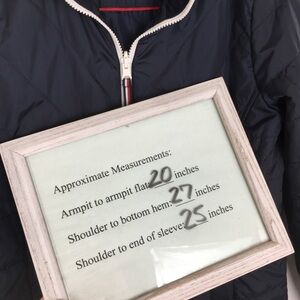 Approximate Measurements:
Armpit to armpit flat 20 inches
Shoulder to bottom hem: 27 inches
Shoulder to end of sleeve 25 inches